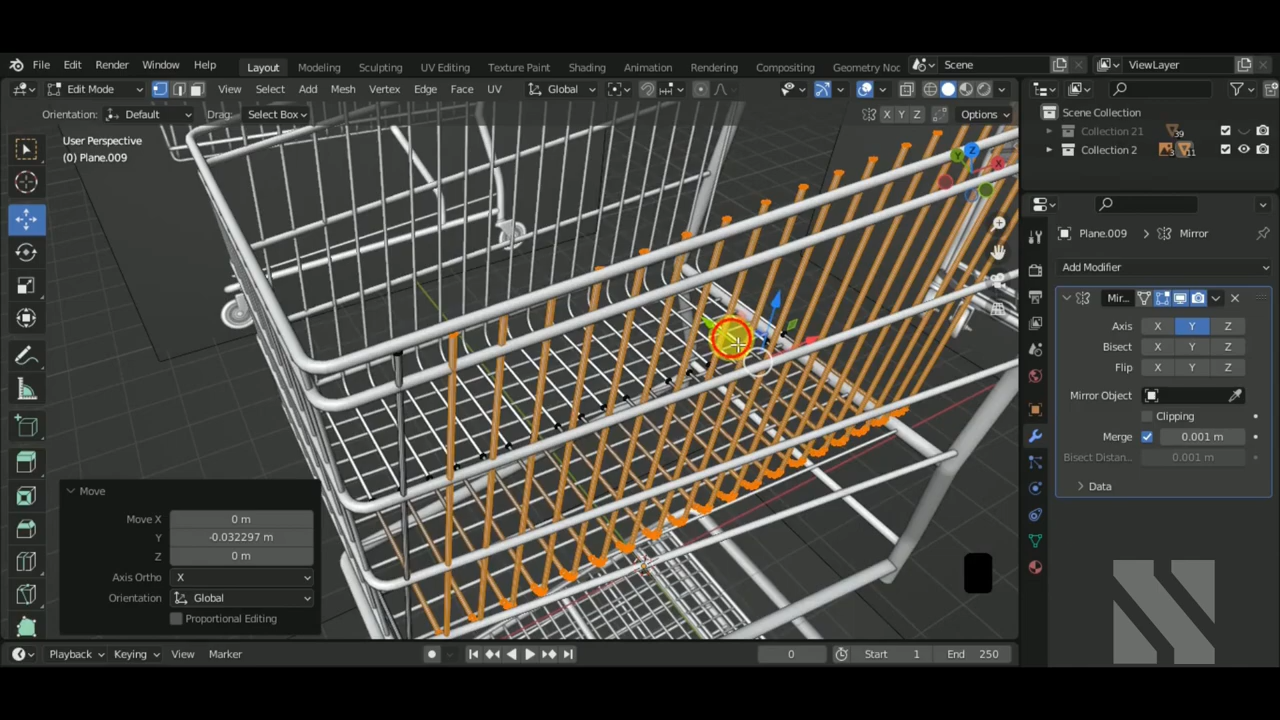 File Edit Render Window Help Layout Modeling Sculpting UV Editing Texture Paint Shading Animation Rendering Compositing Geometry Noc Scene ViewLayer
Edit Mode View Select Add Mesh Vertex Edge Face UV Global
Orientation: Default Drag: Select Box X Y Z Options
User Perspective
(0) Plane.009
Z
Y
X
Move
Move X 0 m
Y -0.032297 m
Z 0 m
Axis Ortho X
Orientation Global
Proportional Editing
Scene Collection
Collection 21 39
Collection 2 3 11
Plane.009 Mirror
Add Modifier
Mir...
Axis X Y Z
Bisect X Y Z
Flip X Y Z
Mirror Object
Clipping
Merge 0.001 m
Bisect Distan... 0.001 m
Data
Playback Keying View Marker 0 Start 1 End 250